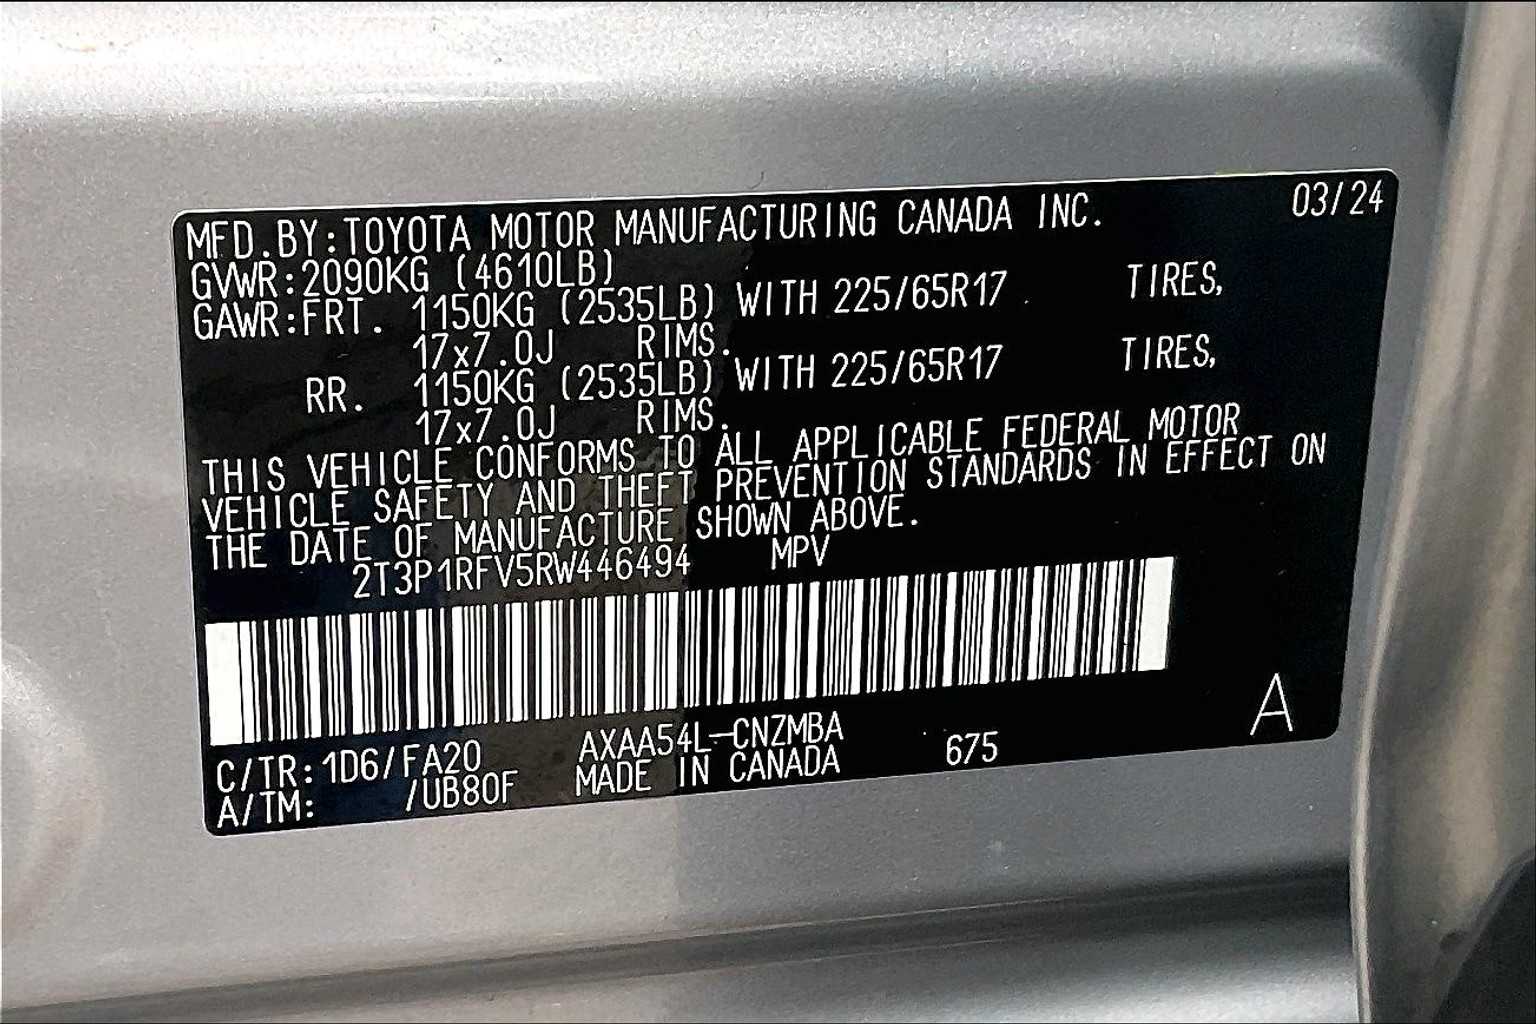 MFD.BY:TOYOTA MOTOR MANUFACTURING CANADA INC. 03/24
GVWR:2090KG (4610LB)
GAWR:FRT. 1150KG (2535LB) WITH 225/65R17 TIRES,
17x7.0J RIMS.
RR. 1150KG (2535LB) WITH 225/65R17 TIRES,
17x7.0J RIMS.
THIS VEHICLE CONFORMS TO ALL APPLICABLE FEDERAL MOTOR
VEHICLE SAFETY AND THEFT PREVENTION STANDARDS IN EFFECT ON
THE DATE OF MANUFACTURE SHOWN ABOVE.
2T3P1RFV5RW446494 MPV
C/TR:1D6/FA20 AXAA54L-CNZMBA 675 A
A/TM: /UB80F MADE IN CANADA